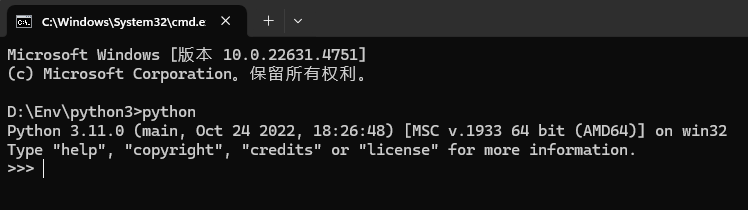 C:\Windows\System32\cmd.e
Microsoft Windows [版本 10.0.22631.4751]
(c) Microsoft Corporation。保留所有权利。
D:\Env\python3>python
Python 3.11.0 (main, Oct 24 2022, 18:26:48) [MSC v.1933 64 bit (AMD64)] on win32
Type "help", "copyright", "credits" or "license" for more information.
>>>